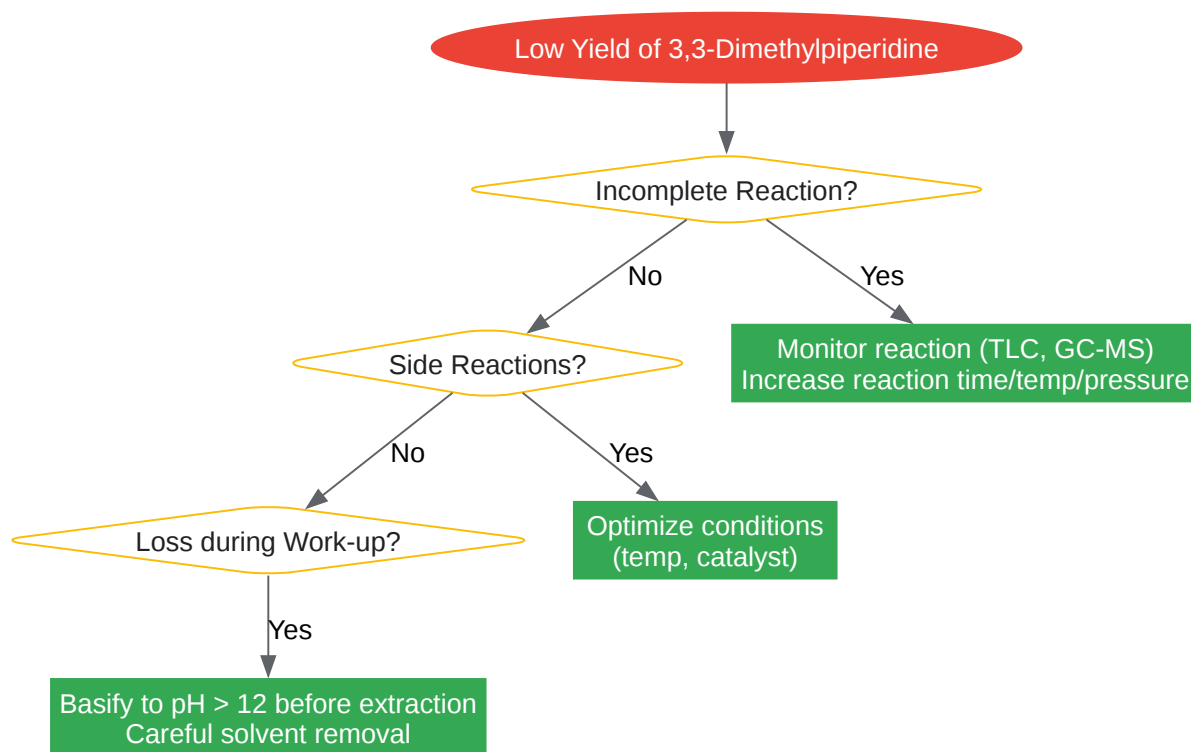 Low Yield of 3,3-Dimethylpiperidine
Incomplete Reaction?
No
Yes
Side Reactions?
Monitor reaction (TLC, GC-MS)
Increase reaction time/temp/pressure
No
Yes
Loss during Work-up?
Optimize conditions
(temp, catalyst)
Yes
Basify to pH > 12 before extraction
Careful solvent removal